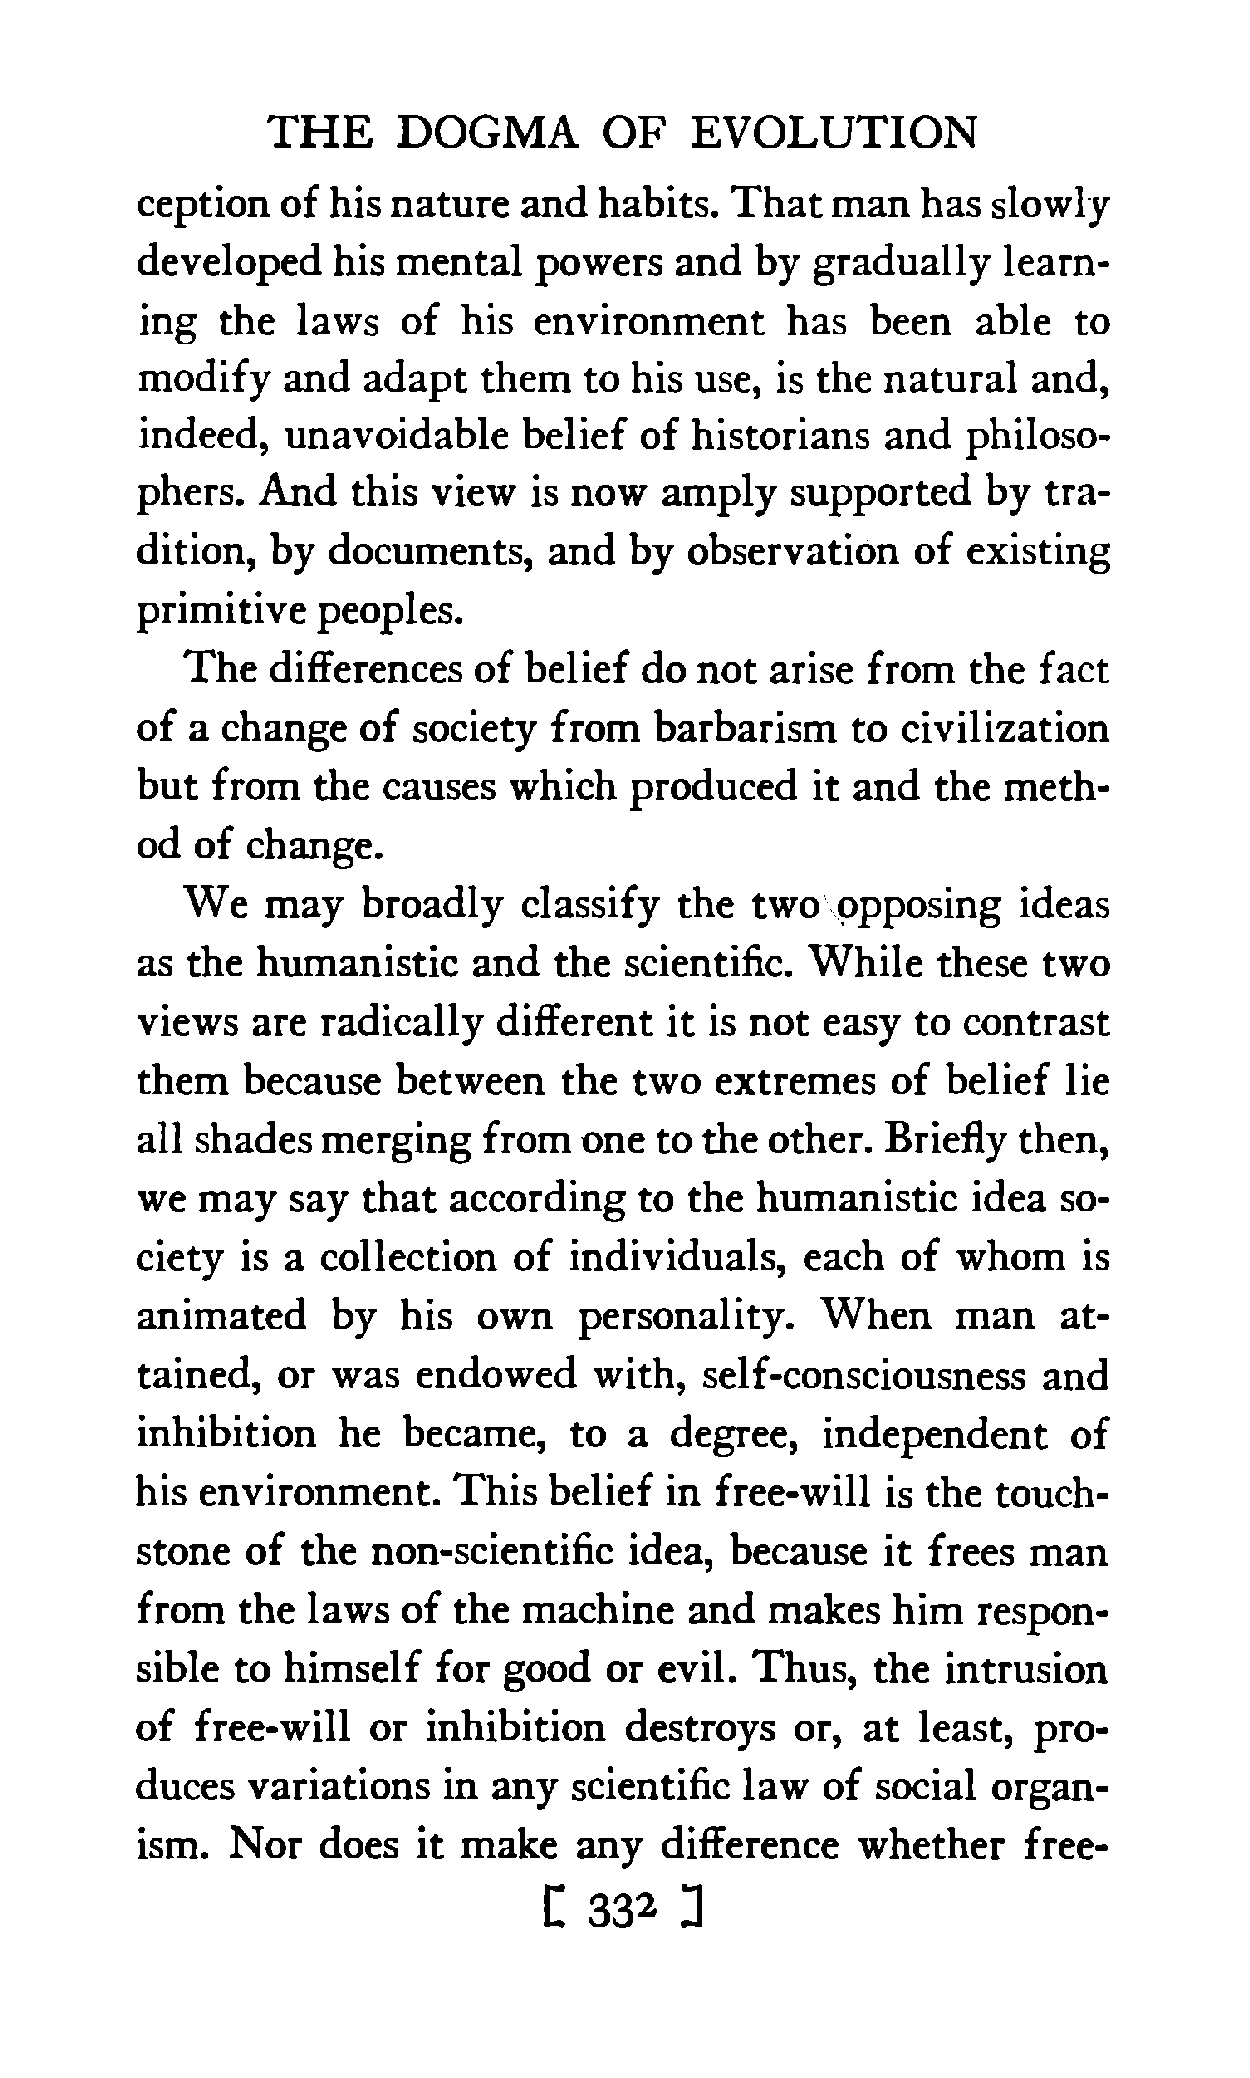 THE DOGMA OF EVOLUTION
ception of his nature and habits. That man has slowly
developed his mental powers and by gradually learn-
ing the laws of his environment has been able to
modify and adapt them to his use, is the natural and,
indeed, unavoidable belief of historians and philoso-
phers. And this view is now amply supported by tra-
dition, by documents, and by observation of existing
primitive peoples.
The differences of belief do not arise from the fact
of a change of society from barbarism to civilization
but from the causes which produced it and the meth-
od of change.
We may broadly classify the two opposing ideas
as the humanistic and the scientific. While these two
views are radically different it is not easy to contrast
them because between the two extremes of belief lie
all shades merging from one to the other. Briefly then,
we may say that according to the humanistic idea so-
ciety is a collection of individuals, each of whom is
animated by his own personality. When man at-
tained, or was endowed with, self-consciousness and
inhibition he became, to a degree, independent of
his environment. This belief in free-will is the touch-
stone of the non-scientific idea, because it frees man
from the laws of the machine and makes him respon-
sible to himself for good or evil. Thus, the intrusion
of free-will or inhibition destroys or, at least, pro-
duces variations in any scientific law of social organ-
ism. Nor does it make any difference whether free-
[ 332 ]